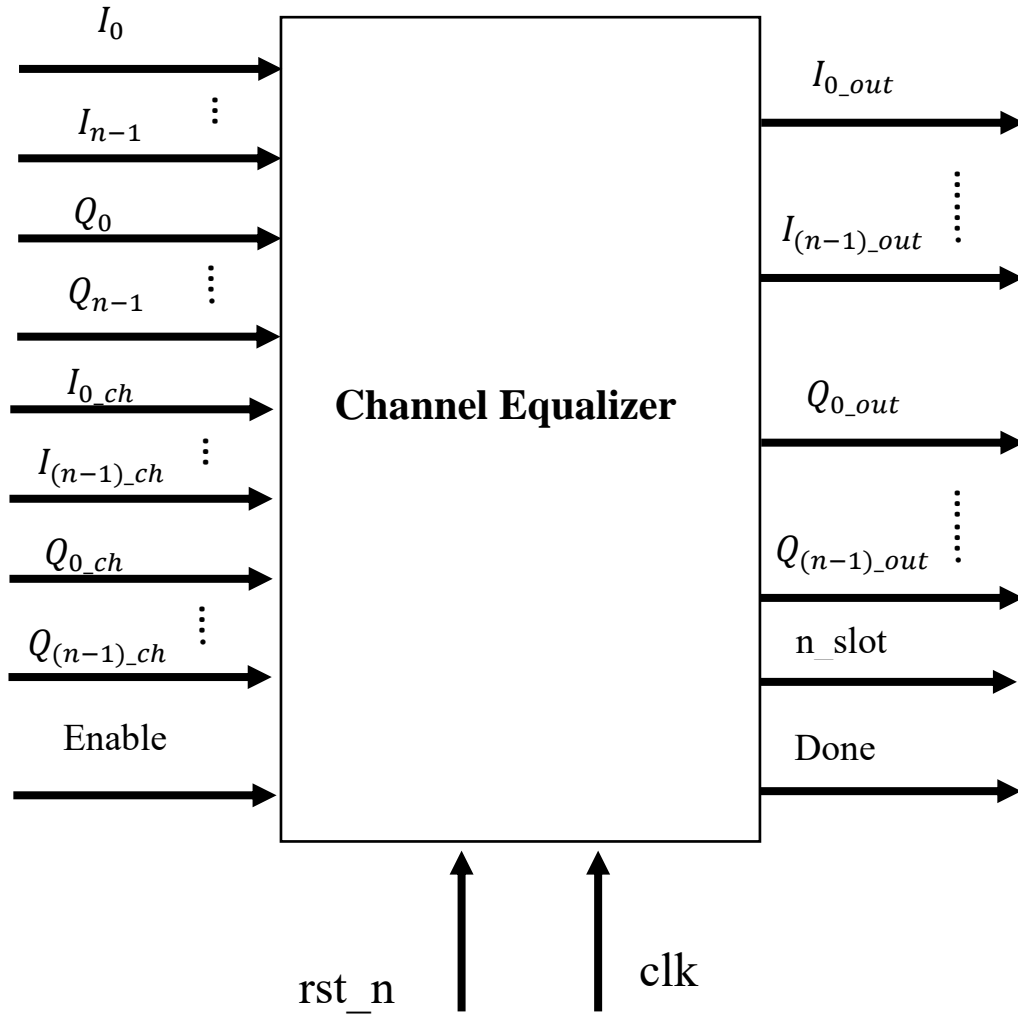 I_0
I_{n−1}
Q_0
Q_{n−1}
I_{0_ch}
I_{(n−1)_ch}
Q_{0_ch}
Q_{(n−1)_ch}
Enable
Channel Equalizer
I_{0_out}
I_{(n−1)_out}
Q_{0_out}
Q_{(n−1)_out}
n_slot
Done
rst_n
clk